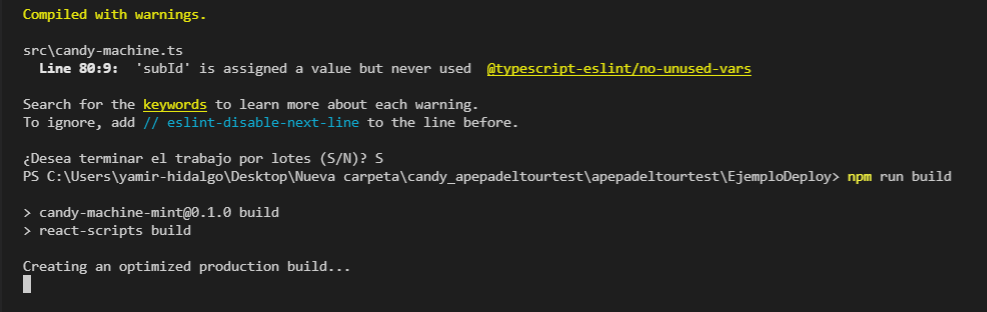 Compiled with warnings.
src\candy-machine.ts
Line 80:9: 'subId' is assigned a value but never used @typescript-eslint/no-unused-vars
Search for the keywords to learn more about each warning.
To ignore, add // eslint-disable-next-line to the line before.
¿Desea terminar el trabajo por lotes (S/N)? S
PS C:\Users\yamir-hidalgo\Desktop\Nueva carpeta\candy_apepadeltourtest\apepadeltourtest\EjemploDeploy> npm run build
> candy-machine-mint@0.1.0 build
> react-scripts build
Creating an optimized production build...